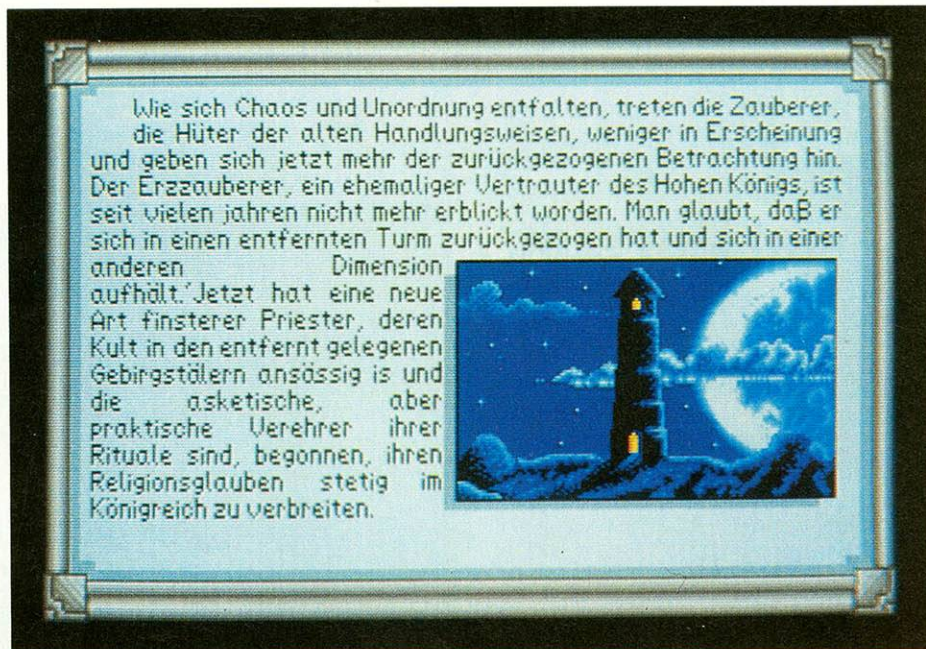 Wie sich Chaos und Unordnung entfalten, treten die Zauberer,
die Hüter der alten Handlungsweisen, weniger in Erscheinung
und geben sich jetzt mehr der zurückgezogenen Betrachtung hin.
Der Erzzauberer, ein ehemaliger Vertrauter des Hohen Königs, ist
seit vielen jahren nicht mehr erblickt worden. Man glaubt, daß er
sich in einen entfernten Turm zurückgezogen hat und sich in einer
anderen Dimension
aufhält.'Jetzt hat eine neue
Art finsterer Priester, deren
Kult in den entfernt gelegenen
Gebirgstälern ansässig is und
die asketische, aber
praktische Verehrer ihrer
Rituale sind, begonnen, ihren
Religionsglauben stetig im
Königreich zu verbreiten.